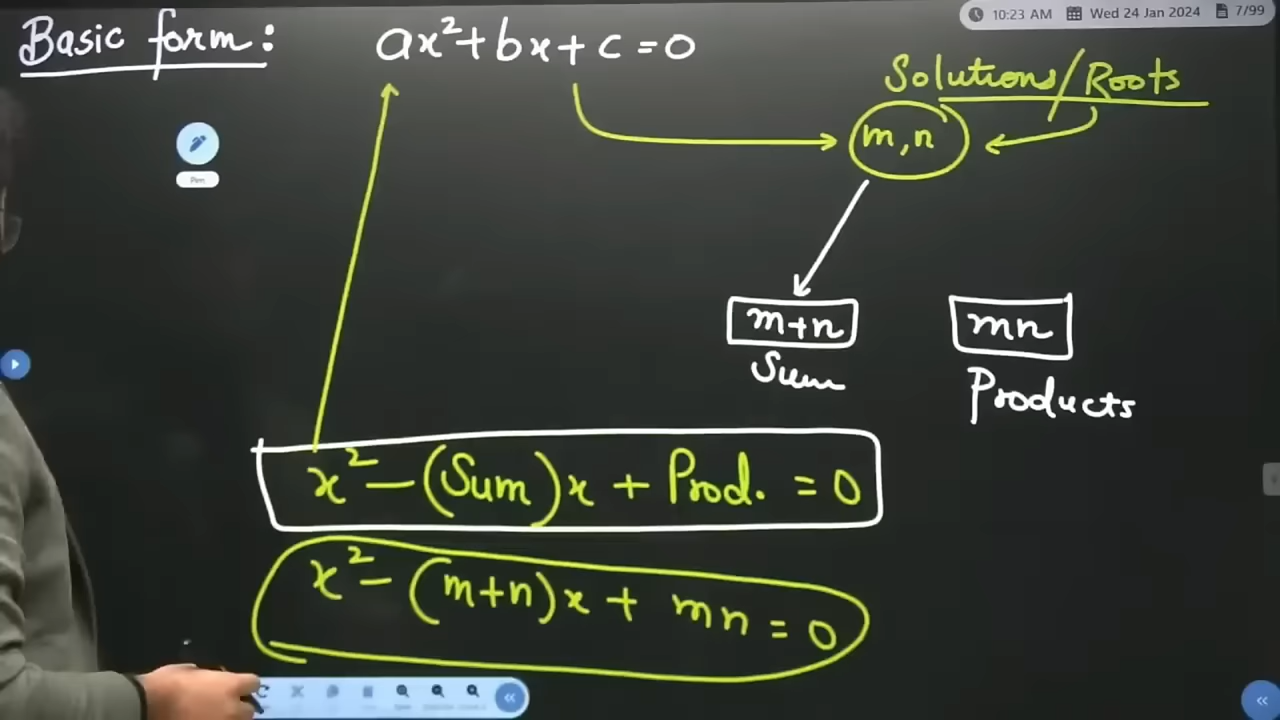 10:23 AM Wed 24 Jan 2024 7/99
Basic form: ax²+bx+c=0
Solutions/Roots
m,n
m+n mn
Sum Products
x²-(Sum)x + Prod. = 0
x²-(m+n)x + mn = 0
Pen